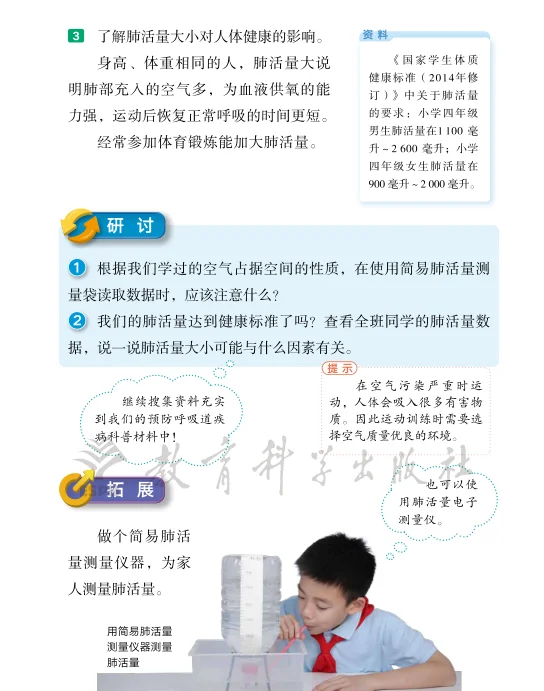 3 了解肺活量大小对人体健康的影响。
身高、体重相同的人，肺活量大说
明肺部充入的空气多，为血液供氧的能
力强，运动后恢复正常呼吸的时间更短。
经常参加体育锻炼能加大肺活量。
资料
《国家学生体质
健康标准（2014年修
订）》中关于肺活量
的要求：小学四年级
男生肺活量在1 100 毫
升~2 600 毫升；小学
四年级女生肺活量在
900 毫升~2 000 毫升。
研讨
1 根据我们学过的空气占据空间的性质，在使用简易肺活量测
量袋读取数据时，应该注意什么？
2 我们的肺活量达到健康标准了吗？查看全班同学的肺活量数
据，说一说肺活量大小可能与什么因素有关。
继续搜集资料充实
到我们的预防呼吸道疾
病科普材料中！
提示
在空气污染严重时运
动，人体会吸入很多有害物
质。因此运动训练时需要选
择空气质量优良的环境。
教育科学出版社
拓展
做个简易肺活
量测量仪器，为家
人测量肺活量。
也可以使
用肺活量电子
测量仪。
用简易肺活量
测量仪器测量
肺活量